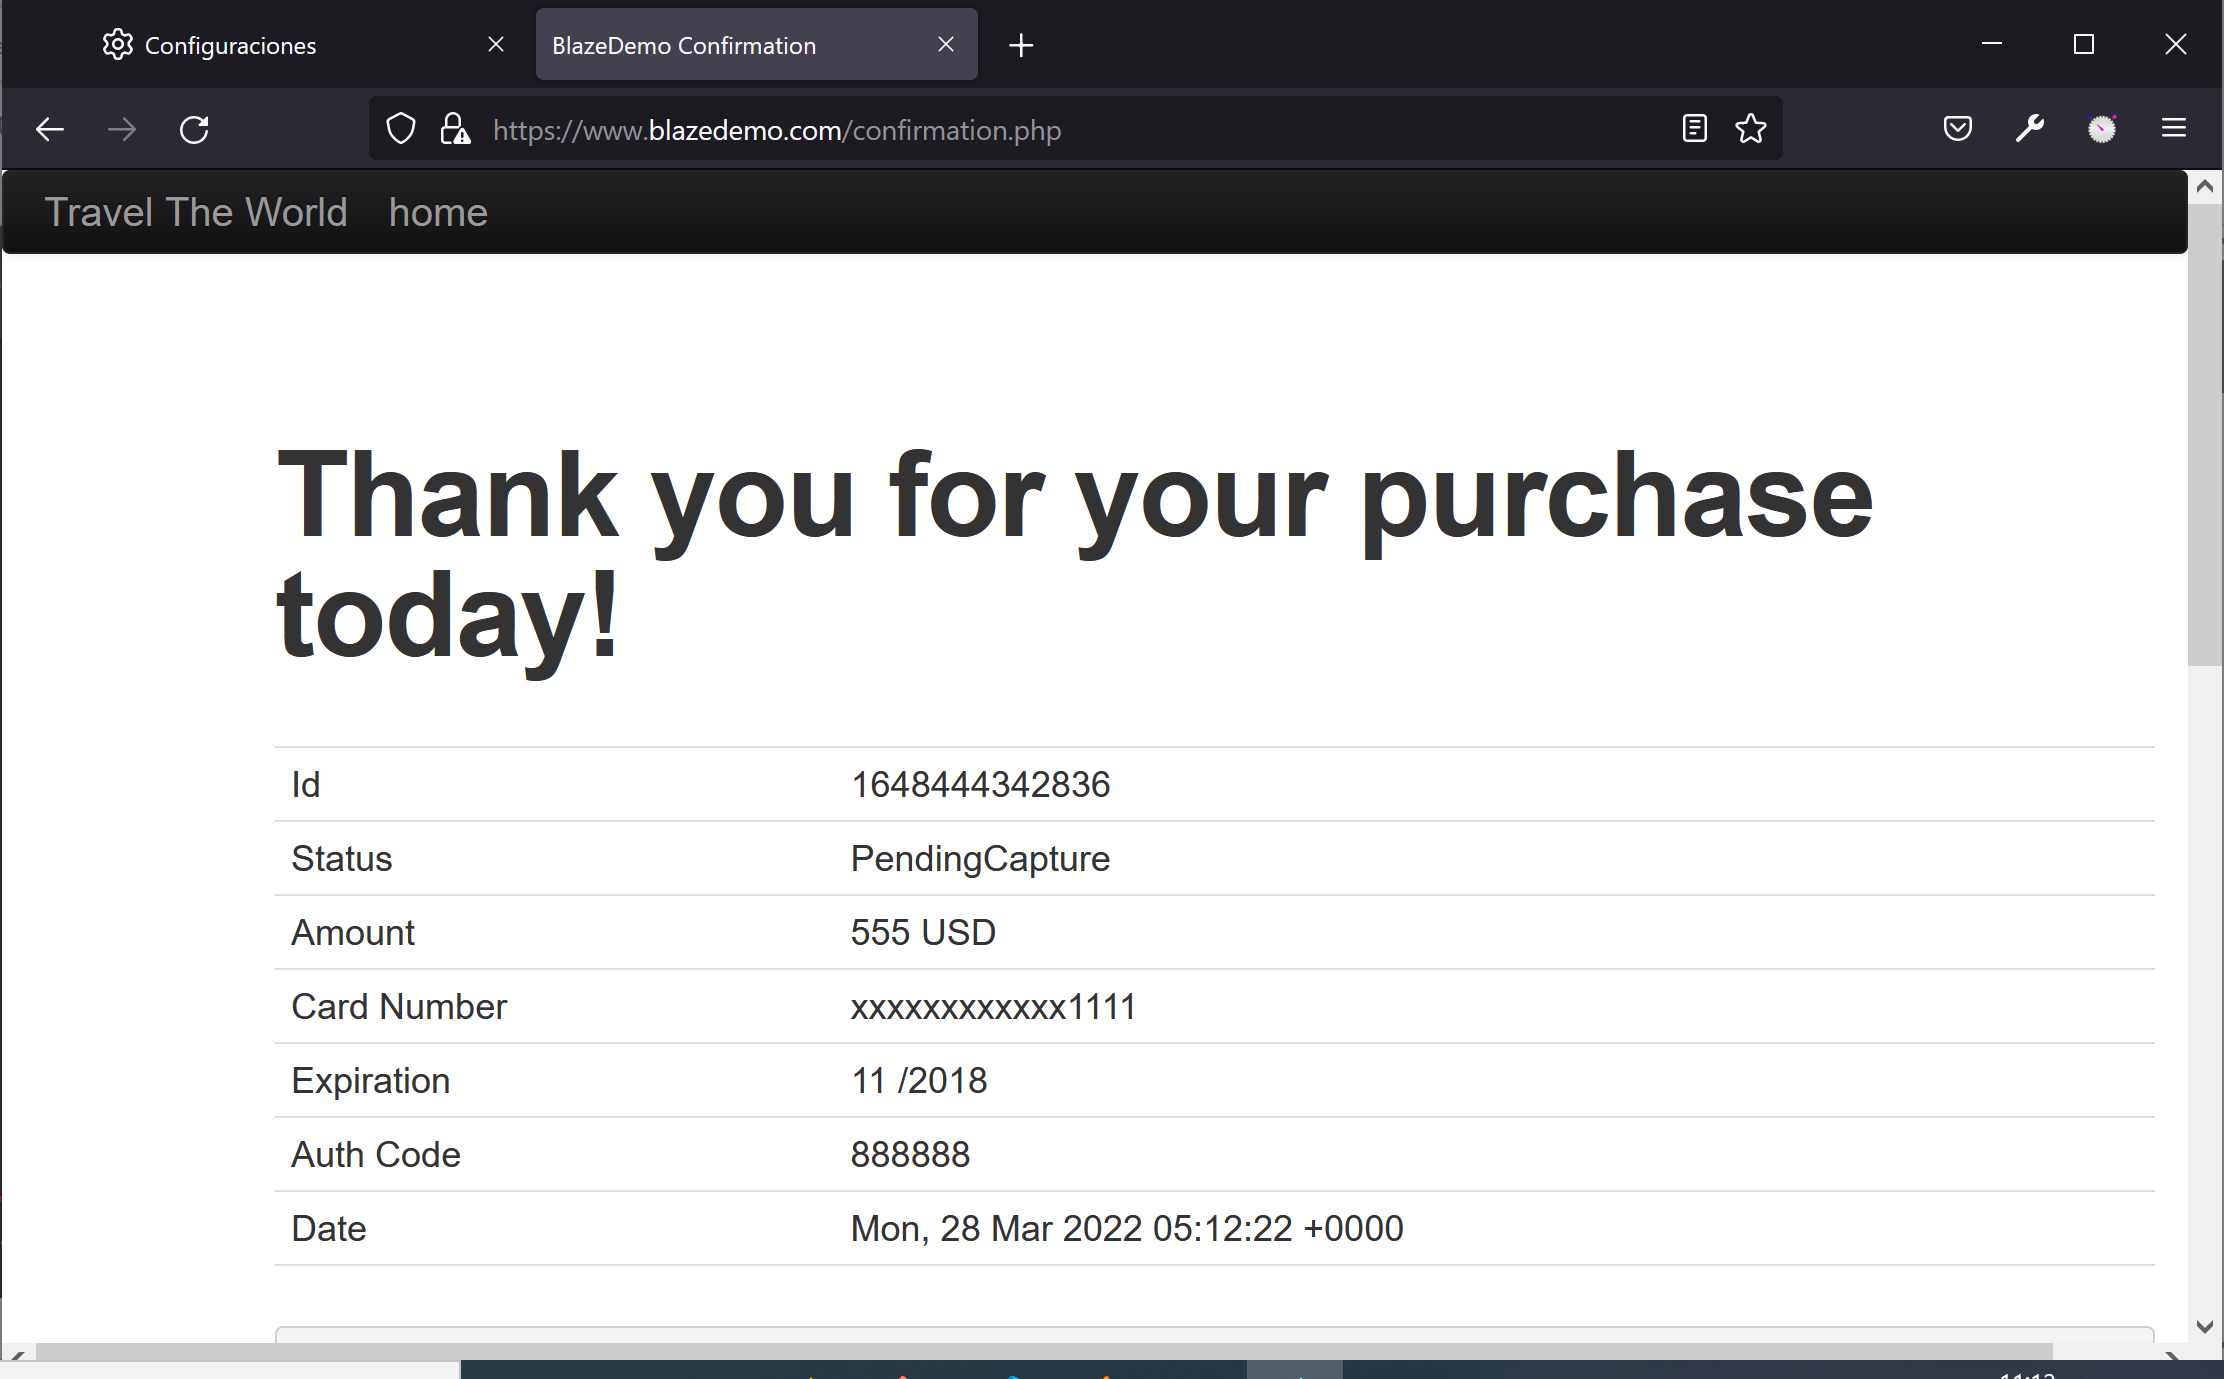 Configuraciones
BlazeDemo Confirmation
https://www.blazedemo.com/confirmation.php
Travel The World home
Thank you for your purchase
today!
Id 1648444342836
Status PendingCapture
Amount 555 USD
Card Number xxxxxxxxxxxx1111
Expiration 11 /2018
Auth Code 888888
Date Mon, 28 Mar 2022 05:12:22 +0000